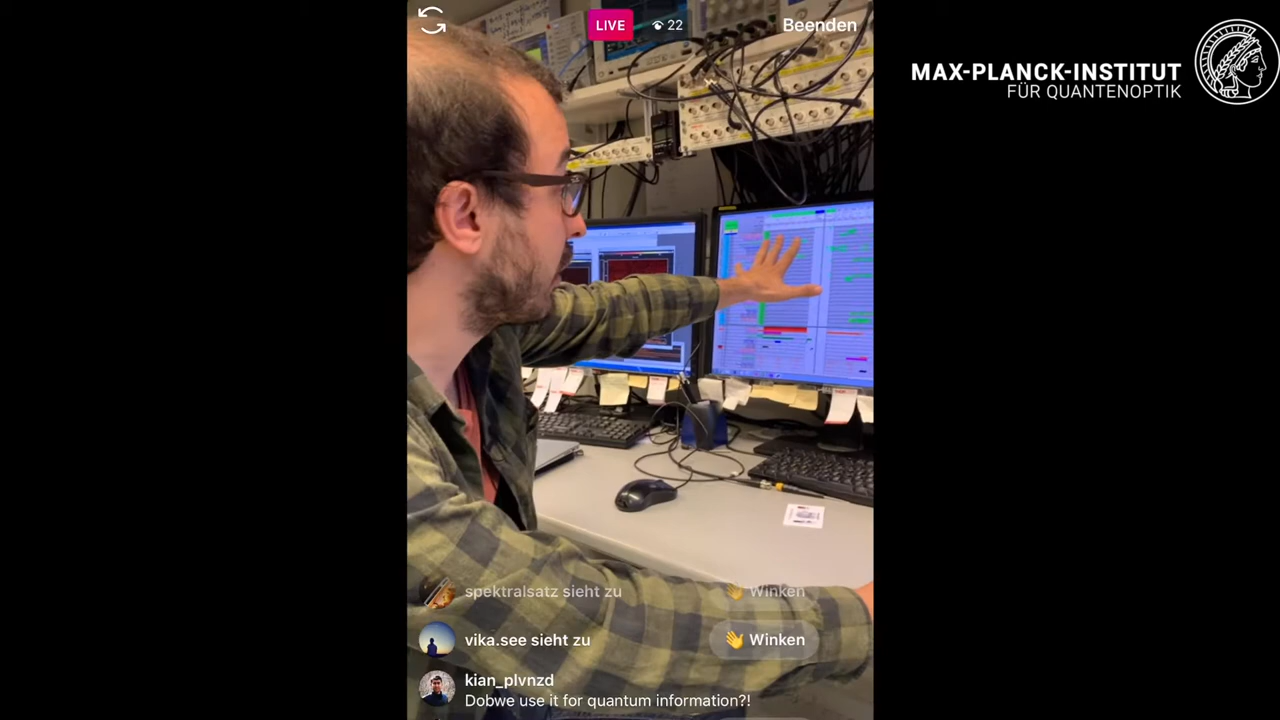 LIVE
22
Beenden
MAX-PLANCK-INSTITUT
FÜR QUANTENOPTIK
spektralsatz sieht zu
Winken
vika.see sieht zu
Winken
kian_plvnzd
Dobwe use it for quantum information?!